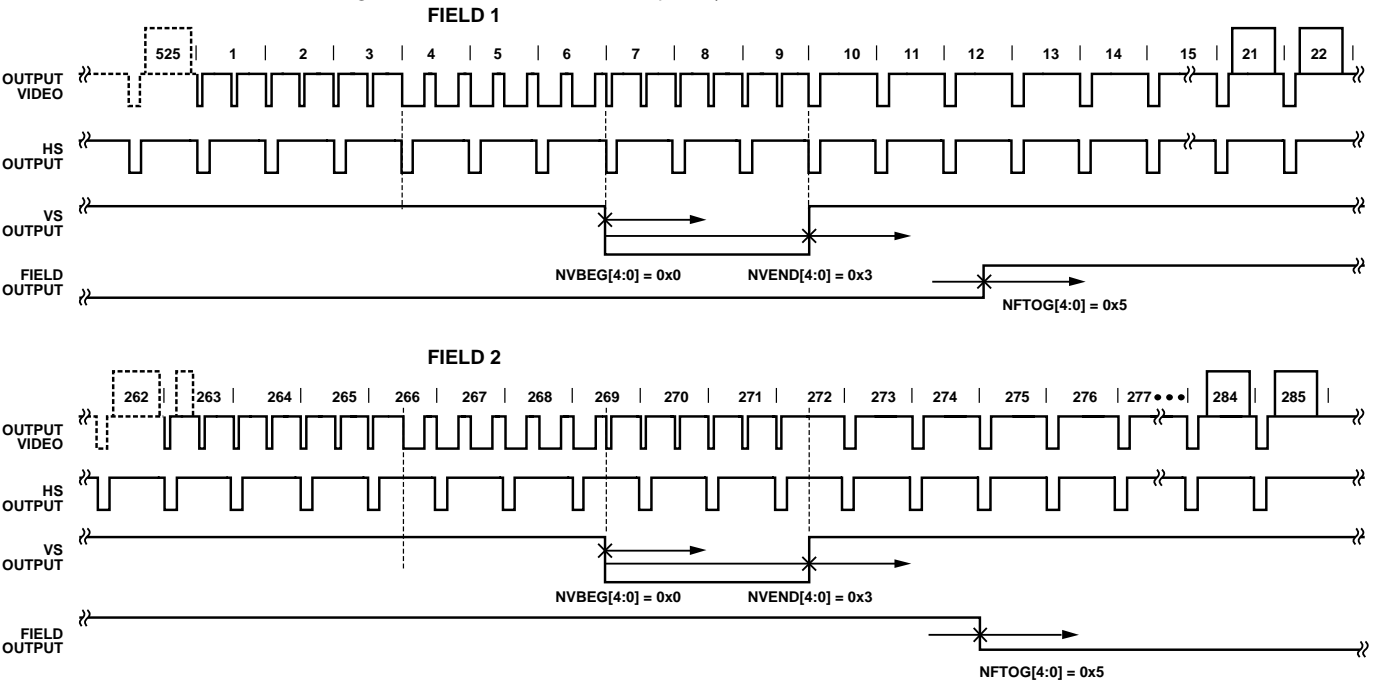 FIELD 1
525 1 2 3 4 5 6 7 8 9 10 11 12 13 14 15 21 22
OUTPUT
VIDEO
HS
OUTPUT
VS
OUTPUT
NVBEG[4:0] = 0x0 NVEND[4:0] = 0x3
FIELD
OUTPUT
NFTOG[4:0] = 0x5
FIELD 2
262 263 264 265 266 267 268 269 270 271 272 273 274 275 276 277 ••• 284 285
OUTPUT
VIDEO
HS
OUTPUT
VS
OUTPUT
NVBEG[4:0] = 0x0 NVEND[4:0] = 0x3
FIELD
OUTPUT
NFTOG[4:0] = 0x5